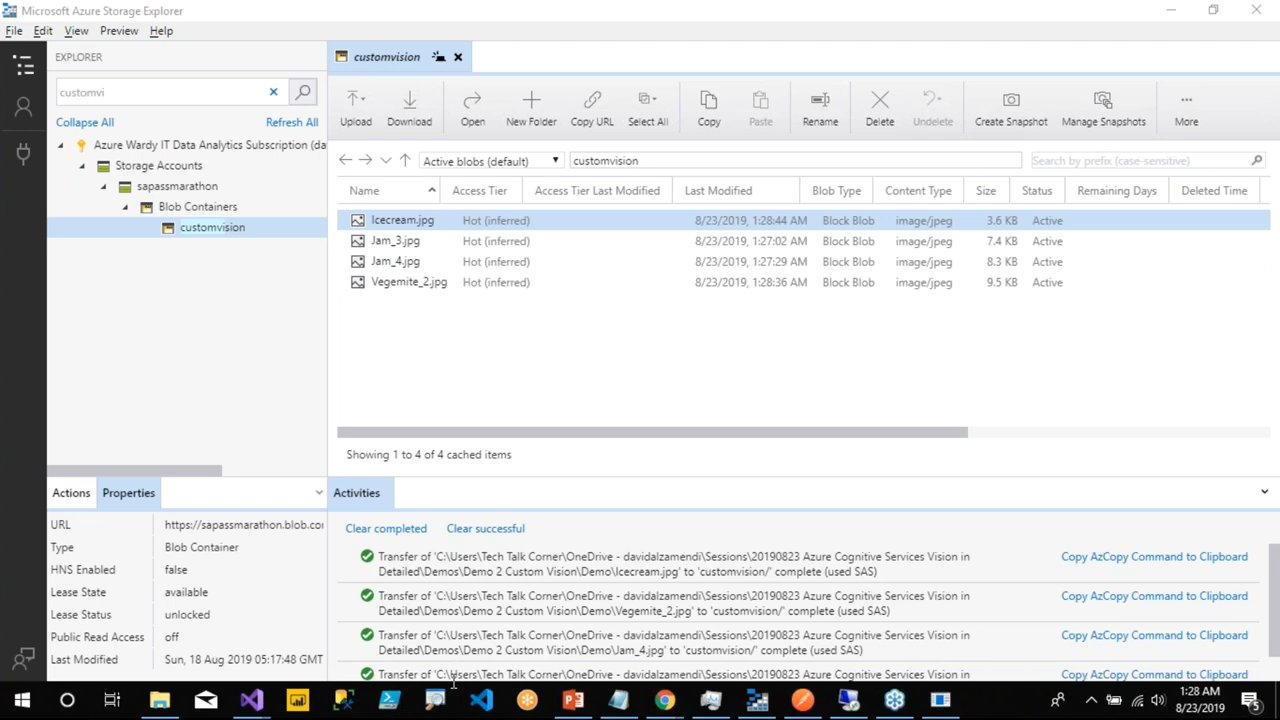 Microsoft Azure Storage Explorer
File Edit View Preview Help
EXPLORER
customvi
Collapse All Refresh All
Azure Wardy IT Data Analytics Subscription (da
Storage Accounts
sapassmarathon
Blob Containers
customvision
customvision
Upload Download Open New Folder Copy URL Select All Copy Paste Rename Delete Undelete Create Snapshot Manage Snapshots More
Active blobs (default) customvision Search by prefix (case-sensitive)
Name Access Tier Access Tier Last Modified Last Modified Blob Type Content Type Size Status Remaining Days Deleted Time
Icecream.jpg Hot (inferred) 8/23/2019, 1:28:44 AM Block Blob image/jpeg 3.6 KB Active
Jam_3.jpg Hot (inferred) 8/23/2019, 1:27:02 AM Block Blob image/jpeg 7.4 KB Active
Jam_4.jpg Hot (inferred) 8/23/2019, 1:27:29 AM Block Blob image/jpeg 8.3 KB Active
Vegemite_2.jpg Hot (inferred) 8/23/2019, 1:28:36 AM Block Blob image/jpeg 9.5 KB Active
Showing 1 to 4 of 4 cached items
Actions Properties
URL https://sapassmarathon.blob.co
Type Blob Container
HNS Enabled false
Lease State available
Lease Status unlocked
Public Read Access off
Last Modified Sun, 18 Aug 2019 05:17:48 GMT
Activities
Clear completed Clear successful
Transfer of 'C:\Users\Tech Talk Corner\OneDrive - davidalzamendi\Sessions\20190823 Azure Cognitive Services Vision in Copy AzCopy Command to Clipboard
Detailed\Demos\Demo 2 Custom Vision\Demo\Icecream.jpg' to 'customvision/' complete (used SAS)
Transfer of 'C:\Users\Tech Talk Corner\OneDrive - davidalzamendi\Sessions\20190823 Azure Cognitive Services Vision in Copy AzCopy Command to Clipboard
Detailed\Demos\Demo 2 Custom Vision\Demo\Vegemite_2.jpg' to 'customvision/' complete (used SAS)
Transfer of 'C:\Users\Tech Talk Corner\OneDrive - davidalzamendi\Sessions\20190823 Azure Cognitive Services Vision in Copy AzCopy Command to Clipboard
Detailed\Demos\Demo 2 Custom Vision\Demo\Jam_4.jpg' to 'customvision/' complete (used SAS)
Transfer of 'C:\Users\Tech Talk Corner\OneDrive - davidalzamendi\Sessions\20190823 Azure Cognitive Services Vision in Copy AzCopy Command to Clipboard
1:28 AM
8/23/2019
5